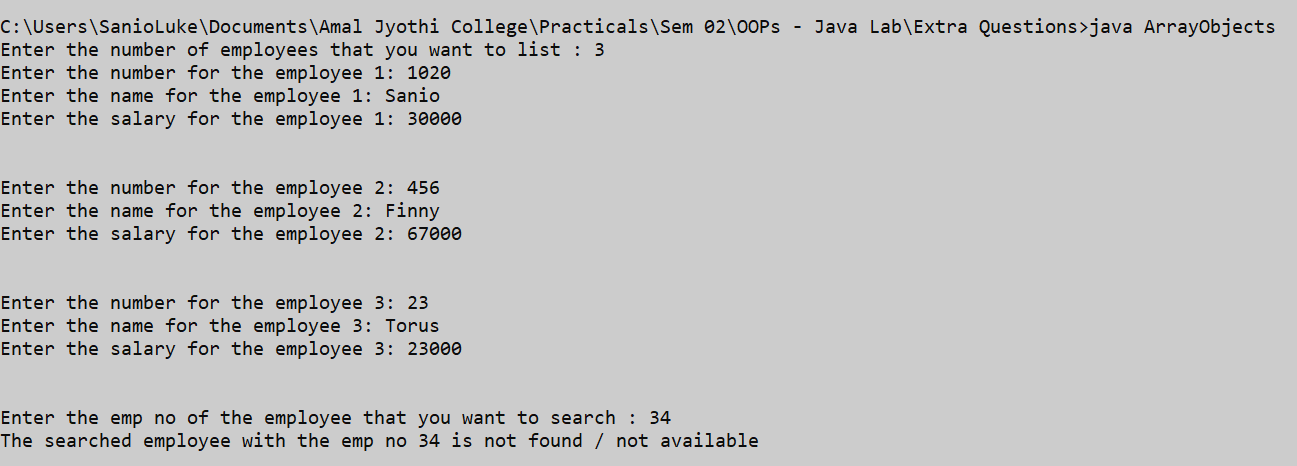 C:\Users\SanioLuke\Documents\Amal Jyothi College\Practicals\Sem 02\OOPs - Java Lab\Extra Questions>java ArrayObjects
Enter the number of employees that you want to list : 3
Enter the number for the employee 1: 1020
Enter the name for the employee 1: Sanio
Enter the salary for the employee 1: 30000
Enter the number for the employee 2: 456
Enter the name for the employee 2: Finny
Enter the salary for the employee 2: 67000
Enter the number for the employee 3: 23
Enter the name for the employee 3: Torus
Enter the salary for the employee 3: 23000
Enter the emp no of the employee that you want to search : 34
The searched employee with the emp no 34 is not found / not available